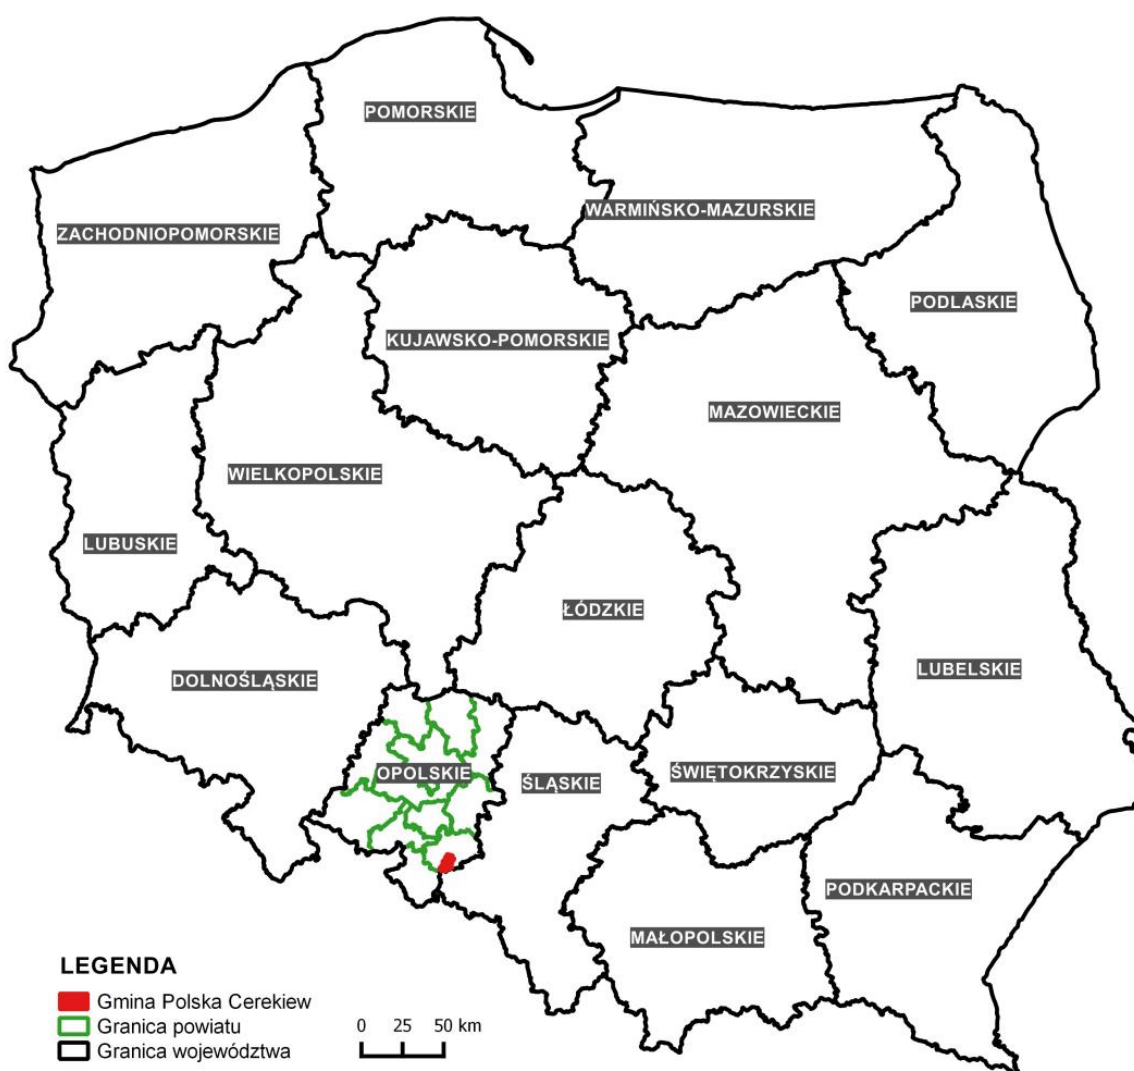 POMORSKIE
WARMIŃSKO-MAZURSKIE
ZACHODNIOPOMORSKIE
PODLASKIE
KUJAWSKO-POMORSKIE
MAZOWIECKIE
WIELKOPOLSKIE
LUBUSKIE
ŁÓDZKIE
LUBELSKIE
DOLNOŚLĄSKIE
OPOLSKIE
ŚLĄSKIE
ŚWIĘTOKRZYSKIE
PODKARPACKIE
MAŁOPOLSKIE
LEGENDA
Gmina Polska Cerekiew
Granica powiatu
Granica województwa
0 25 50 km